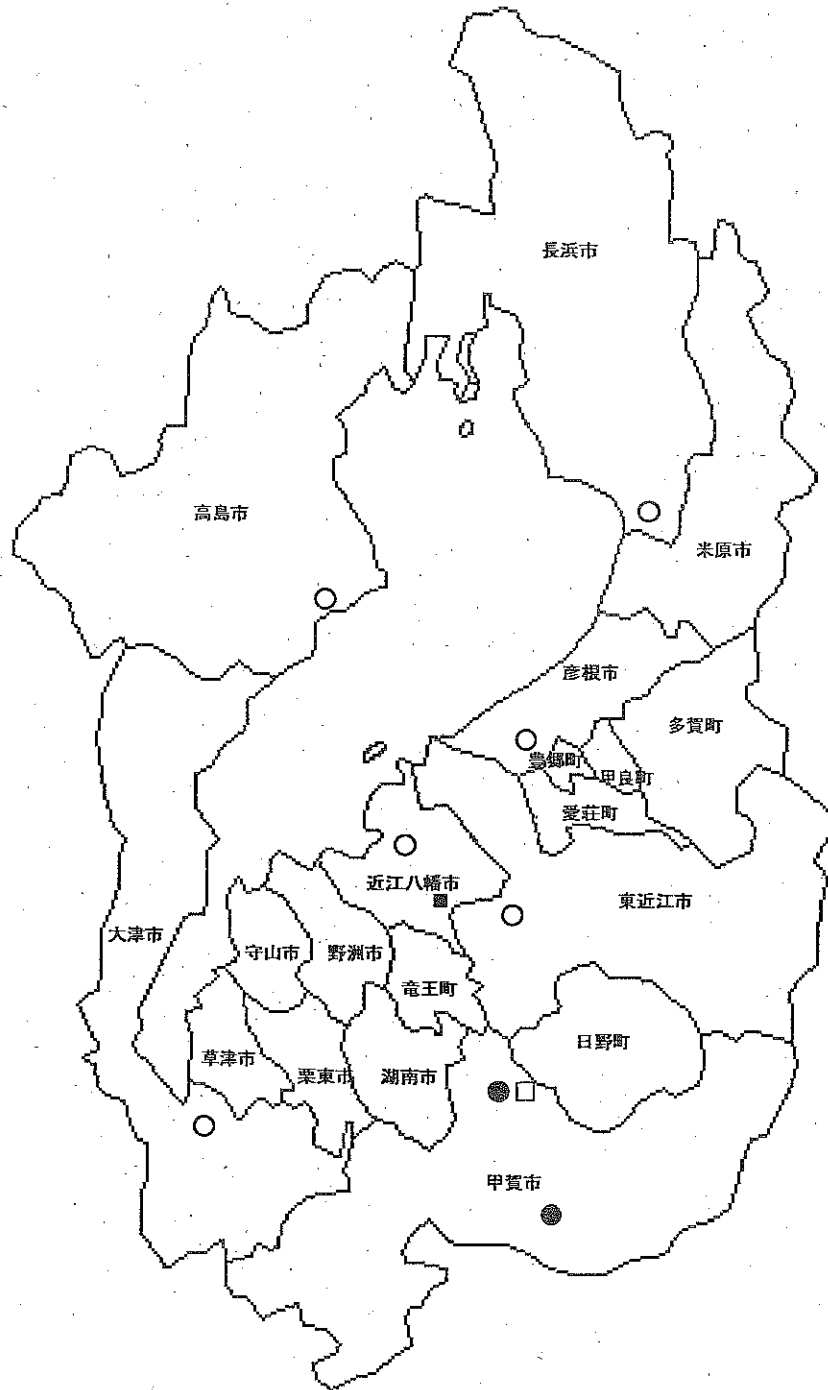 長浜市
高島市
米原市
彦根市
多賀町
豊郷町
甲良町
愛荘町
近江八幡市
東近江市
大津市
守山市
野洲市
竜王町
日野町
草津市
栗東市
湖南市
甲賀市